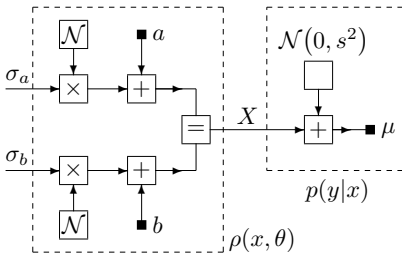 𝒩
a
𝒩(0, s²)
σ_a
×
+
=
X
+
μ
σ_b
×
+
p(y|x)
𝒩
b
ρ(x, θ)